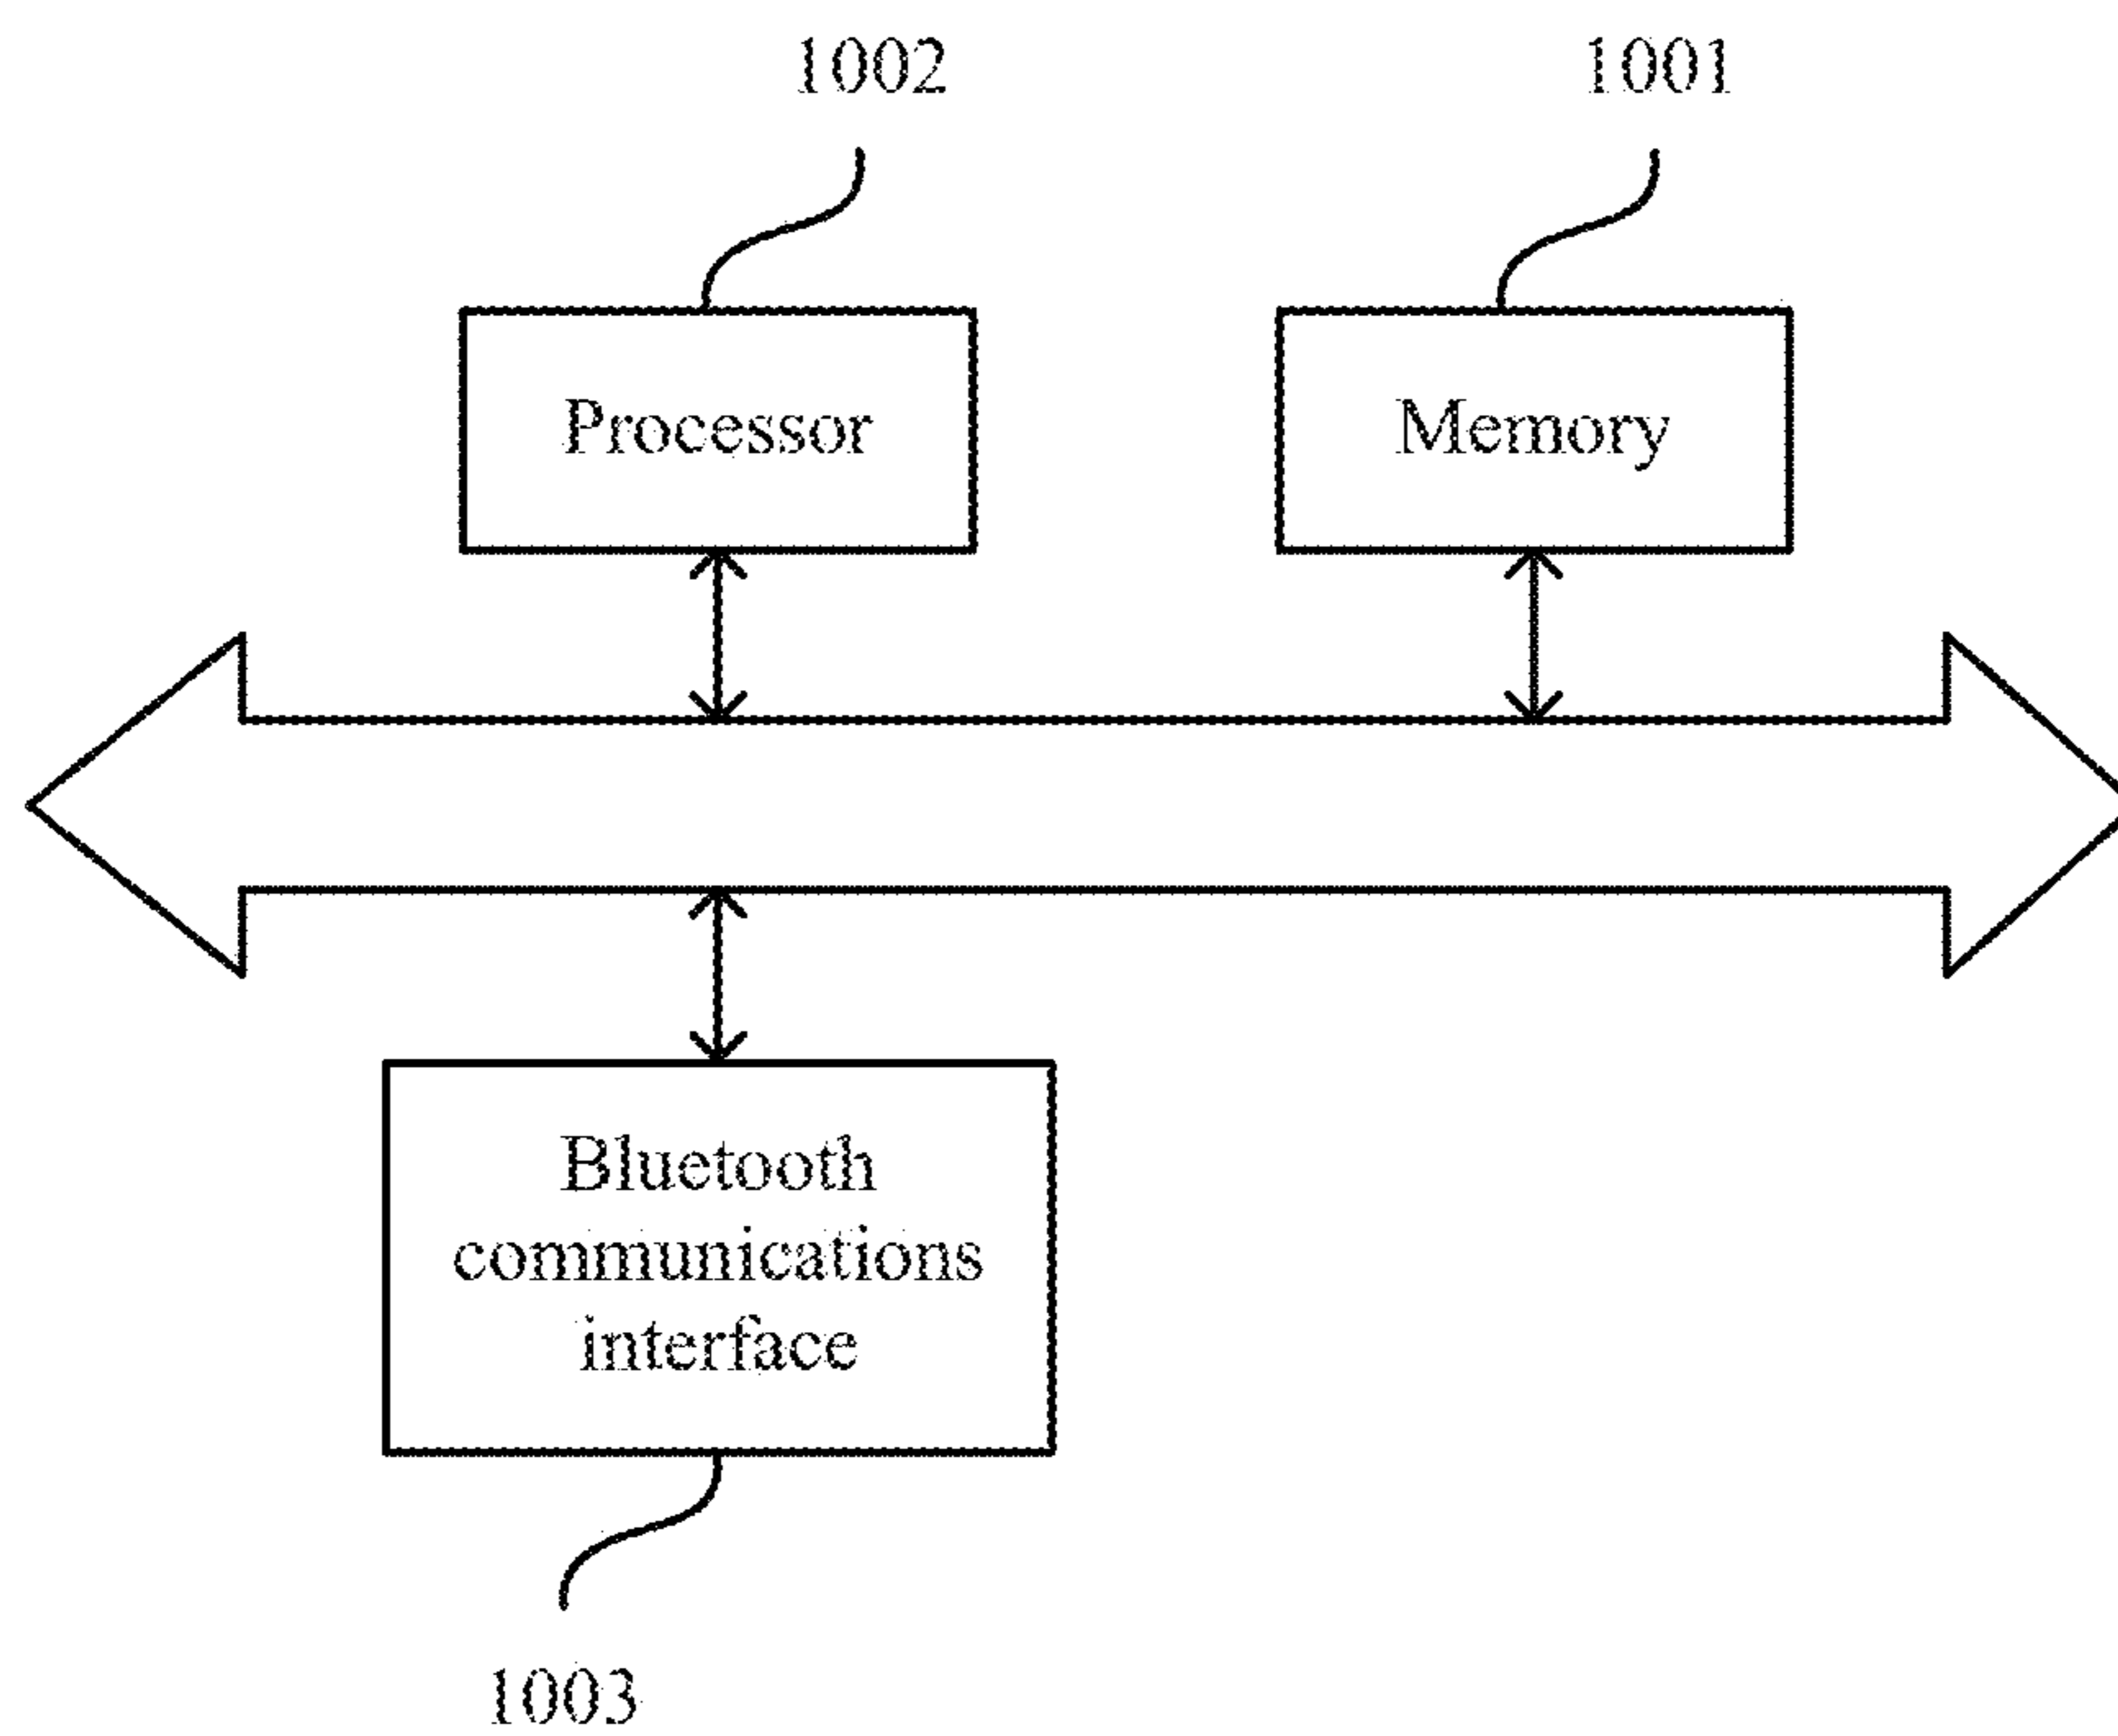 1002
1001
Processor
Memory
Bluetooth
communications
interface
1003